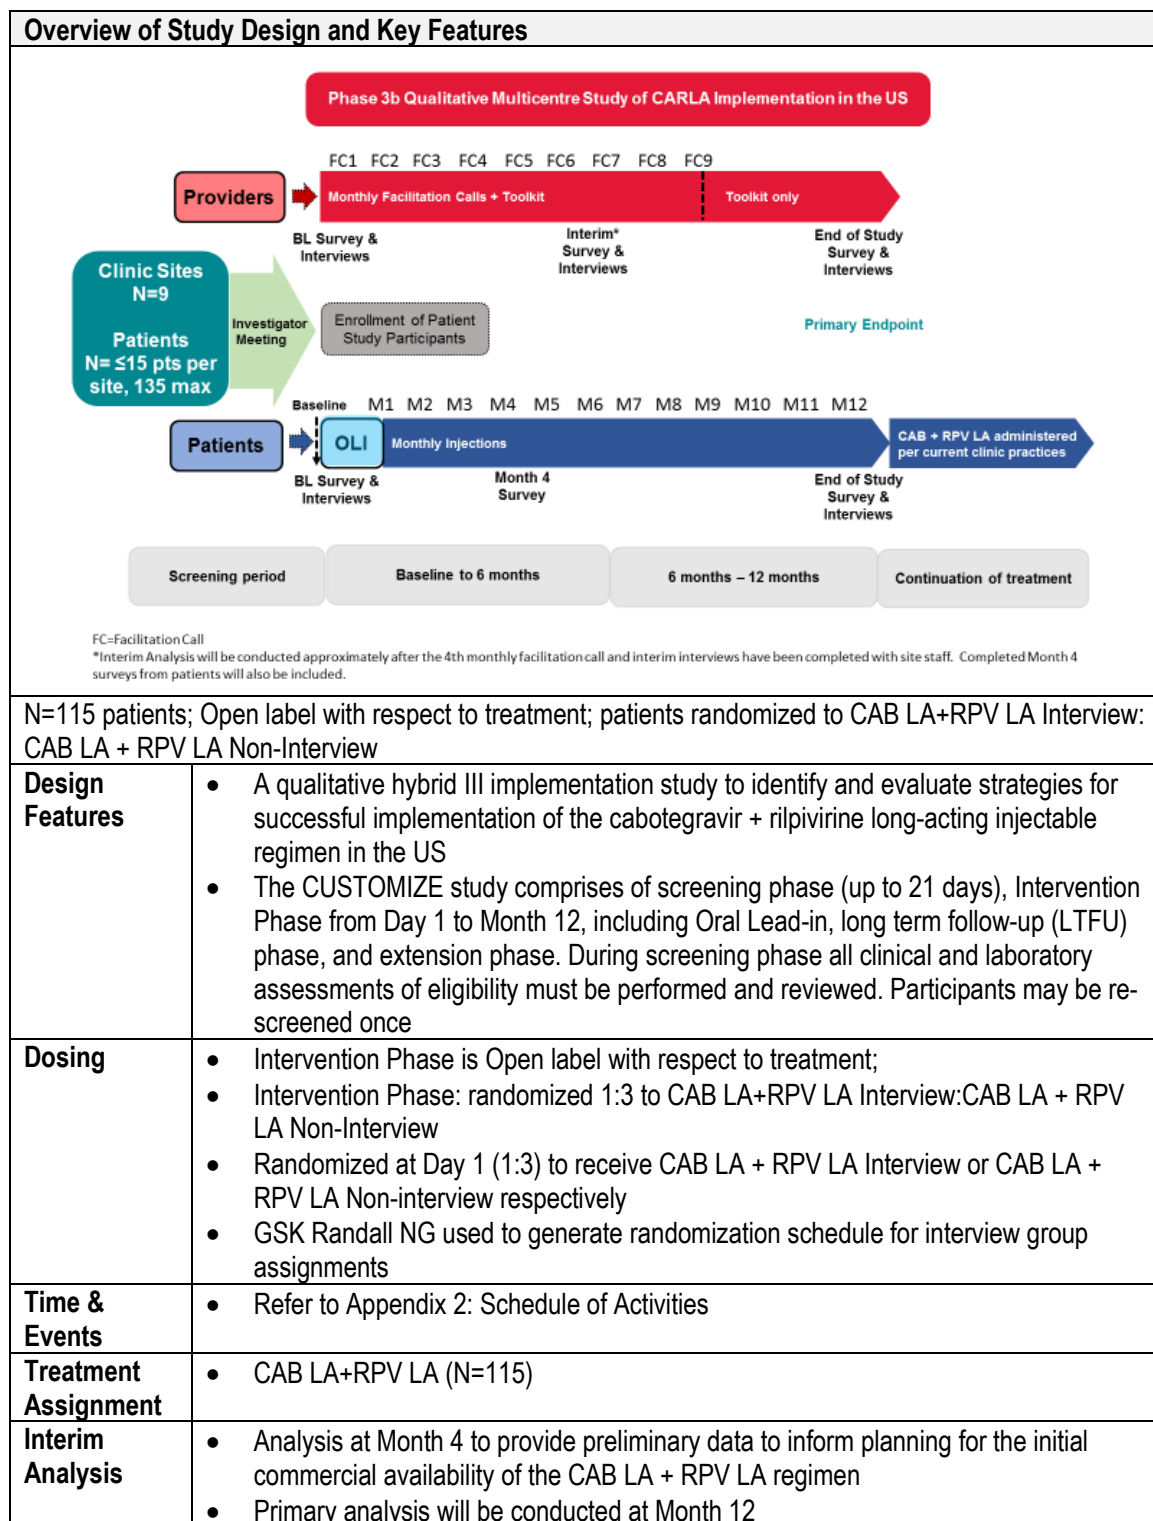 Overview of Study Design and Key Features
Phase 3b Qualitative Multicentre Study of CARLA Implementation in the US
FC1 FC2 FC3 FC4 FC5 FC6 FC7 FC8 FC9
Providers
Monthly Facilitation Calls + Toolkit
Toolkit only
BL Survey &
Interviews
Interim*
Survey &
Interviews
End of Study
Survey &
Interviews
Clinic Sites
N=9
Patients
N= ≤15 pts per
site, 135 max
Investigator
Meeting
Enrollment of Patient
Study Participants
Primary Endpoint
Baseline M1 M2 M3 M4 M5 M6 M7 M8 M9 M10 M11 M12
Patients
OLI
Monthly Injections
CAB + RPV LA administered
per current clinic practices
BL Survey &
Interviews
Month 4
Survey
End of Study
Survey &
Interviews
Screening period
Baseline to 6 months
6 months – 12 months
Continuation of treatment
FC=Facilitation Call
*Interim Analysis will be conducted approximately after the 4th monthly facilitation call and interim interviews have been completed with site staff. Completed Month 4
surveys from patients will also be included.
N=115 patients; Open label with respect to treatment; patients randomized to CAB LA+RPV LA Interview:
CAB LA + RPV LA Non-Interview
Design
Features
• A qualitative hybrid III implementation study to identify and evaluate strategies for
successful implementation of the cabotegravir + rilpivirine long-acting injectable
regimen in the US
• The CUSTOMIZE study comprises of screening phase (up to 21 days), Intervention
Phase from Day 1 to Month 12, including Oral Lead-in, long term follow-up (LTFU)
phase, and extension phase. During screening phase all clinical and laboratory
assessments of eligibility must be performed and reviewed. Participants may be re-
screened once
Dosing
• Intervention Phase is Open label with respect to treatment;
• Intervention Phase: randomized 1:3 to CAB LA+RPV LA Interview:CAB LA + RPV
LA Non-Interview
• Randomized at Day 1 (1:3) to receive CAB LA + RPV LA Interview or CAB LA +
RPV LA Non-interview respectively
• GSK Randall NG used to generate randomization schedule for interview group
assignments
Time &
Events
• Refer to Appendix 2: Schedule of Activities
Treatment
Assignment
• CAB LA+RPV LA (N=115)
Interim
Analysis
• Analysis at Month 4 to provide preliminary data to inform planning for the initial
commercial availability of the CAB LA + RPV LA regimen
• Primary analysis will be conducted at Month 12